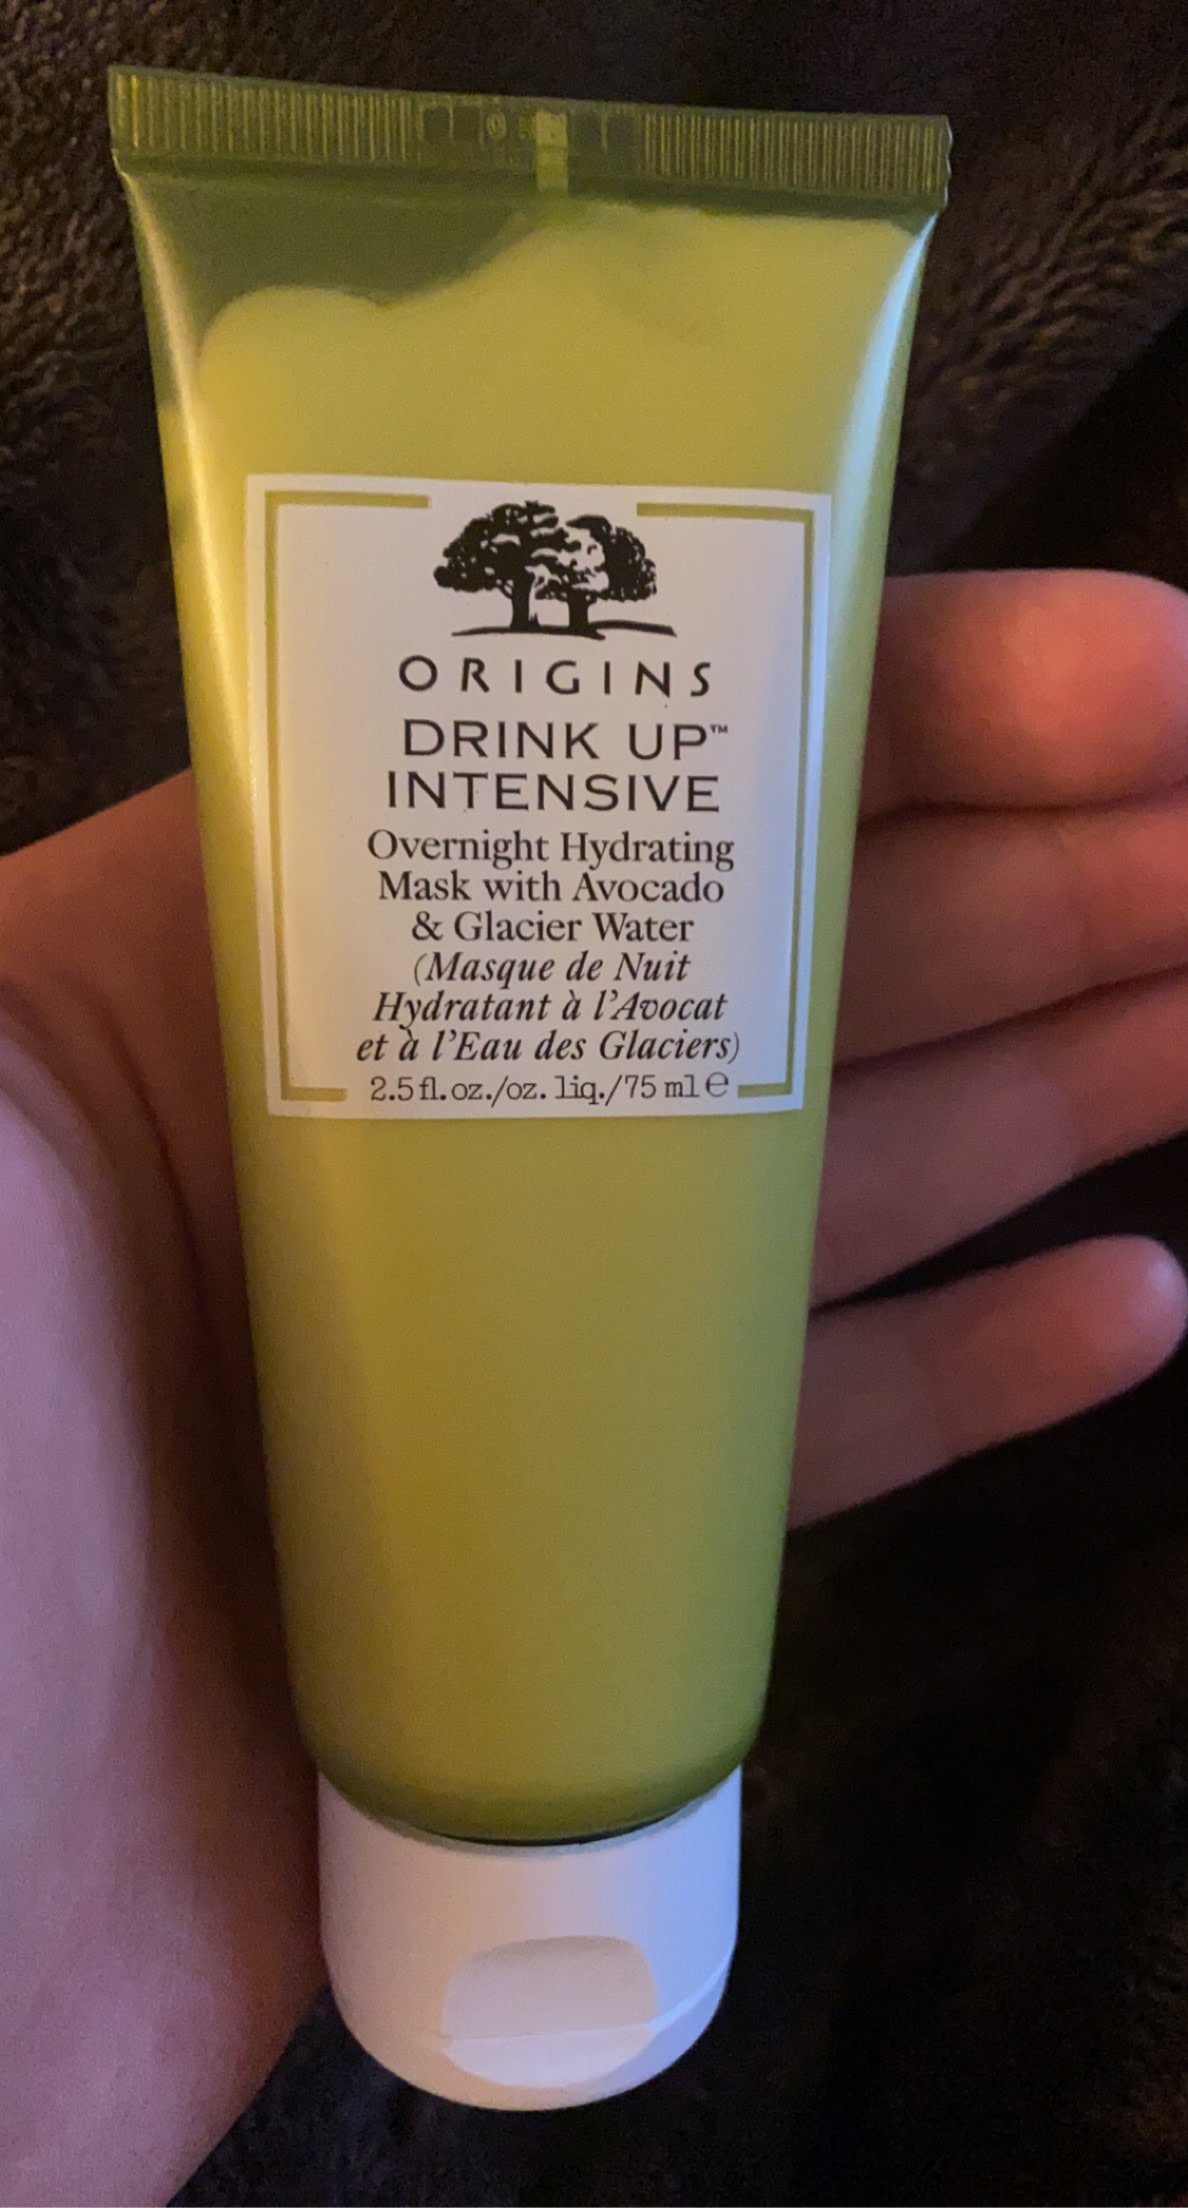 ORIGINS
DRINK UP™
INTENSIVE
Overnight Hydrating
Mask with Avocado
& Glacier Water
(Masque de Nuit
Hydratant à l'Avocat
et à l'Eau des Glaciers)
2.5 fl. oz./oz. liq./75 ml ℮